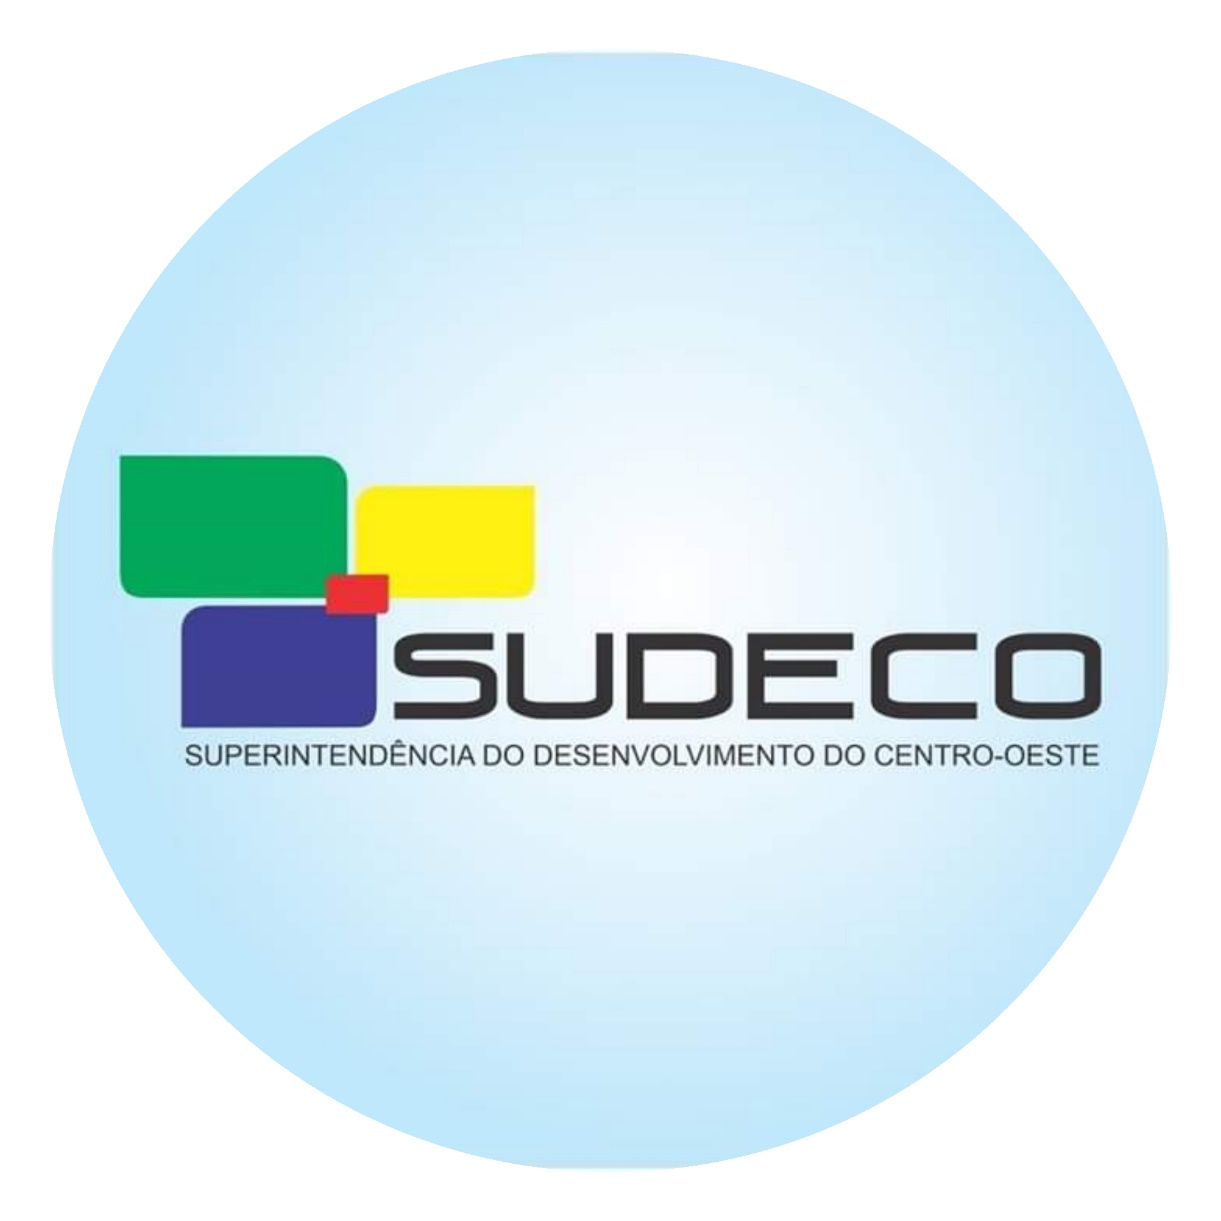 SUDECO
SUPERINTENDÊNCIA DO DESENVOLVIMENTO DO CENTRO-OESTE